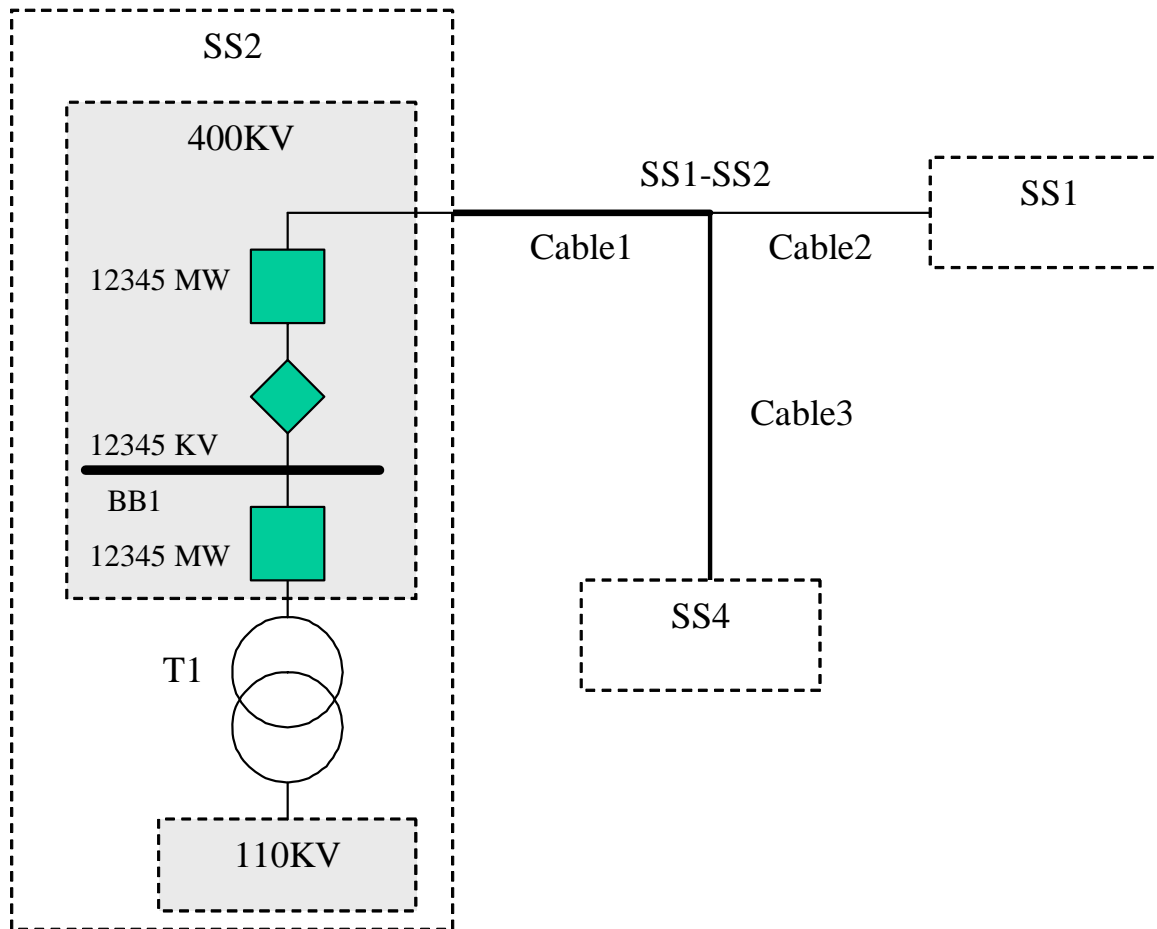 SS2
400KV
SS1-SS2
SS1
Cable1
Cable2
12345 MW
Cable3
12345 KV
BB1
12345 MW
SS4
T1
110KV